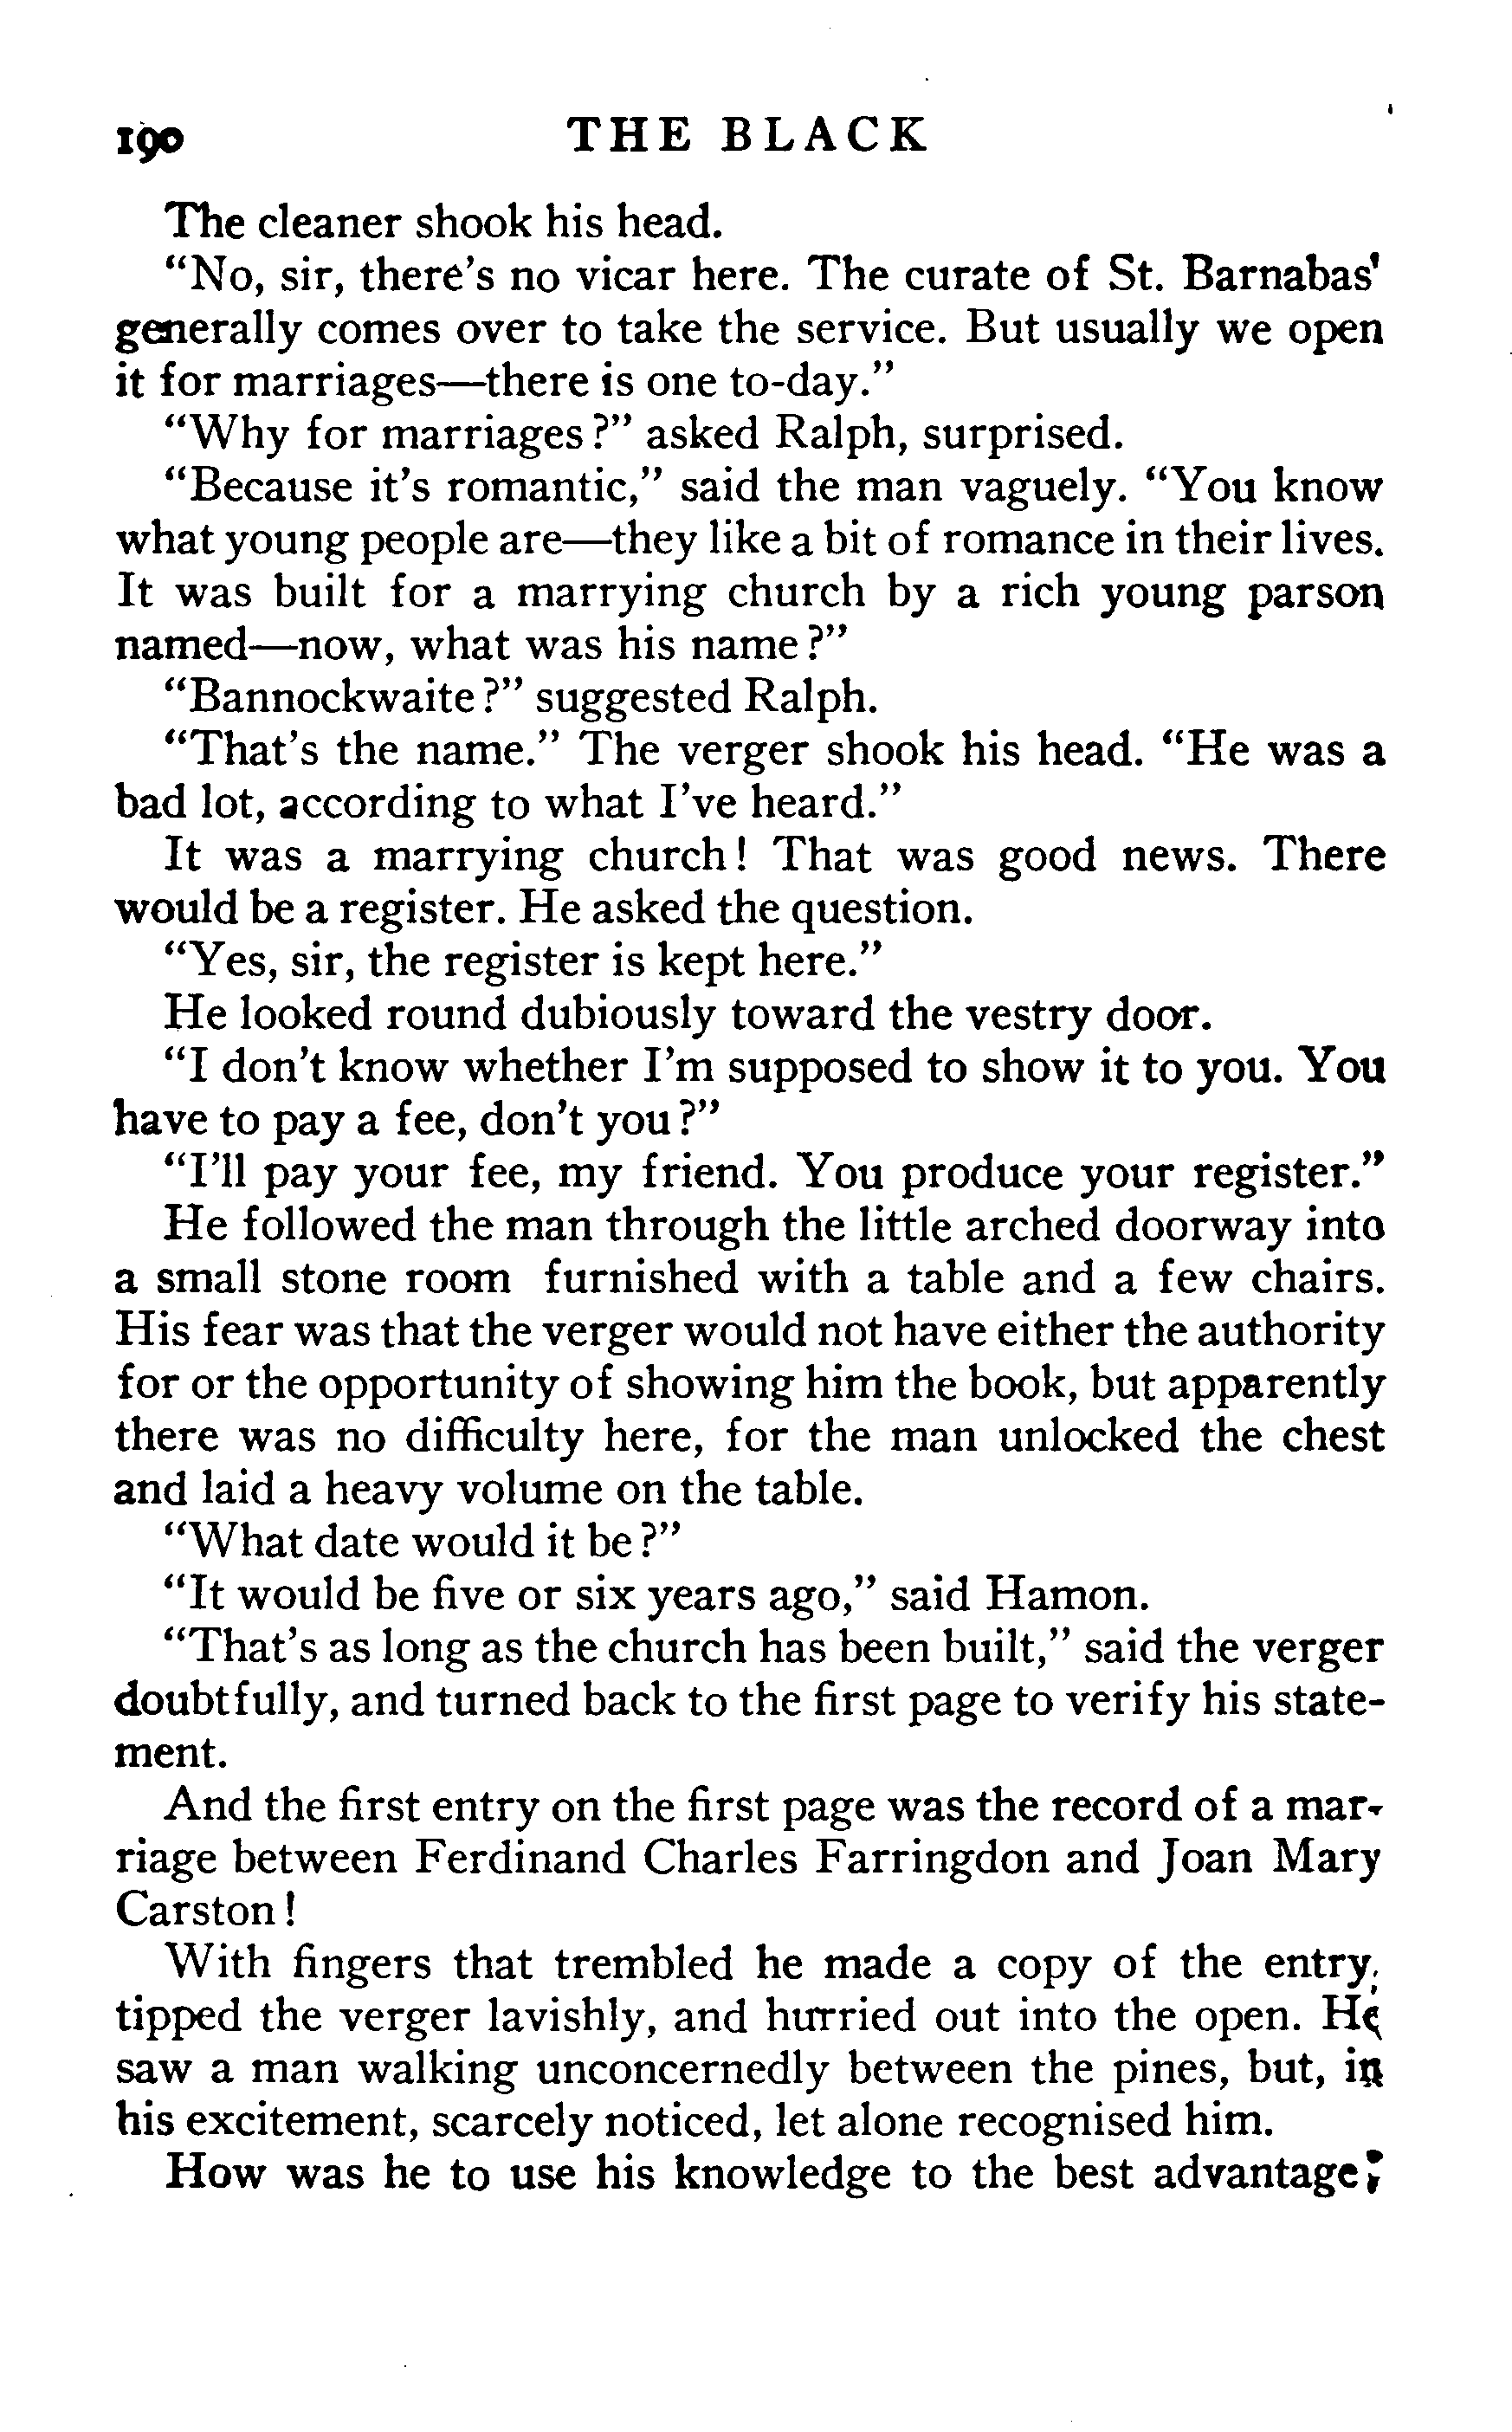 190 THE BLACK
The cleaner shook his head.
"No, sir, there's no vicar here. The curate of St. Barnabas'
generally comes over to take the service. But usually we open
it for marriages—there is one to-day."
"Why for marriages?" asked Ralph, surprised.
"Because it's romantic," said the man vaguely. "You know
what young people are—they like a bit of romance in their lives.
It was built for a marrying church by a rich young parson
named—now, what was his name?"
"Bannockwaite?" suggested Ralph.
"That's the name." The verger shook his head. "He was a
bad lot, according to what I've heard."
It was a marrying church! That was good news. There
would be a register. He asked the question.
"Yes, sir, the register is kept here."
He looked round dubiously toward the vestry door.
"I don't know whether I'm supposed to show it to you. You
have to pay a fee, don't you?"
"I'll pay your fee, my friend. You produce your register."
He followed the man through the little arched doorway into
a small stone room furnished with a table and a few chairs.
His fear was that the verger would not have either the authority
for or the opportunity of showing him the book, but apparently
there was no difficulty here, for the man unlocked the chest
and laid a heavy volume on the table.
"What date would it be?"
"It would be five or six years ago," said Hamon.
"That's as long as the church has been built," said the verger
doubtfully, and turned back to the first page to verify his state-
ment.
And the first entry on the first page was the record of a mar-
riage between Ferdinand Charles Farringdon and Joan Mary
Carston!
With fingers that trembled he made a copy of the entry,
tipped the verger lavishly, and hurried out into the open. He
saw a man walking unconcernedly between the pines, but, in
his excitement, scarcely noticed, let alone recognised him.
How was he to use his knowledge to the best advantage?